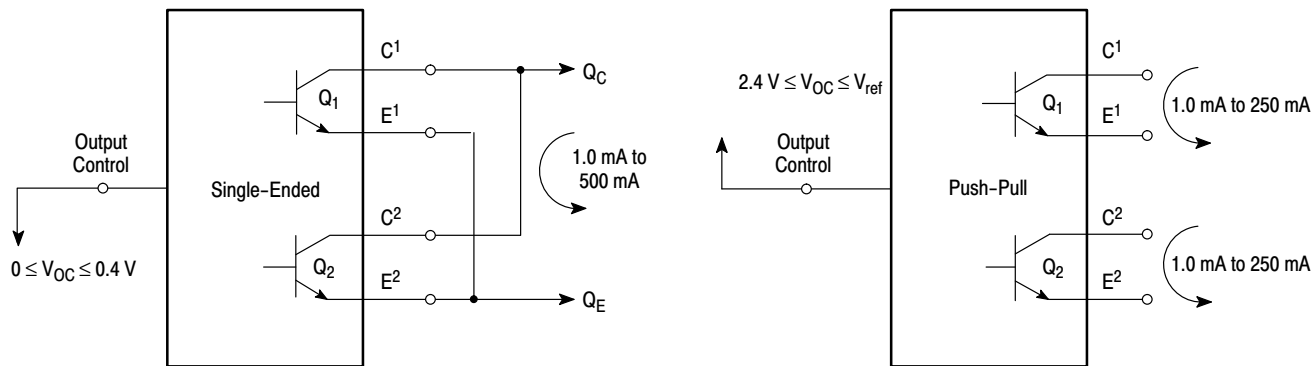 C1
Q1
E1
QC
Output
Control
Single-Ended
1.0 mA to
500 mA
C2
Q2
E2
QE
0 ≤ VOC ≤ 0.4 V
2.4 V ≤ VOC ≤ Vref
Output
Control
Push-Pull
C1
Q1
E1
1.0 mA to 250 mA
C2
Q2
E2
1.0 mA to 250 mA